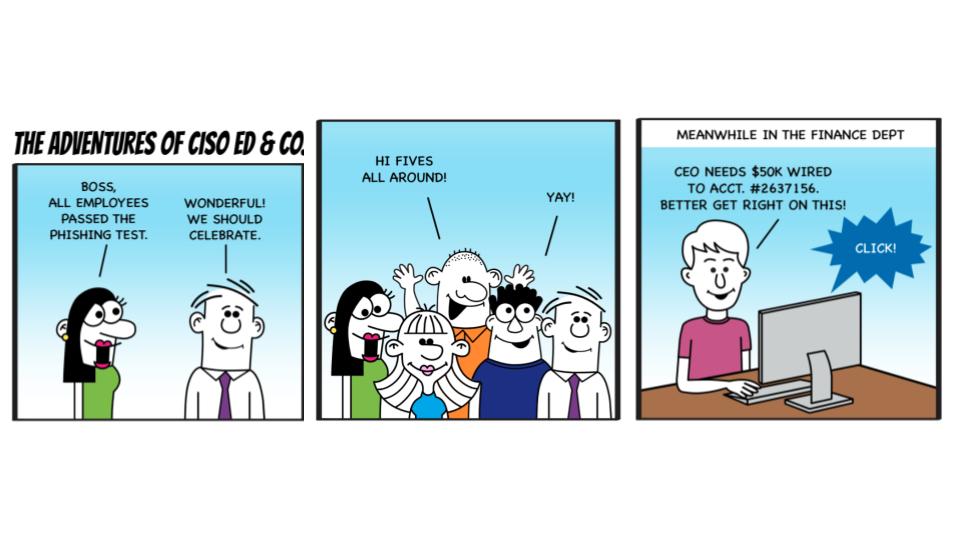 THE ADVENTURES OF CISO ED & CO.
BOSS,
ALL EMPLOYEES
PASSED THE
PHISHING TEST.
WONDERFUL!
WE SHOULD
CELEBRATE.
HI FIVES
ALL AROUND!
YAY!
MEANWHILE IN THE FINANCE DEPT
CEO NEEDS $50K WIRED
TO ACCT. #2637156.
BETTER GET RIGHT ON THIS!
CLICK!